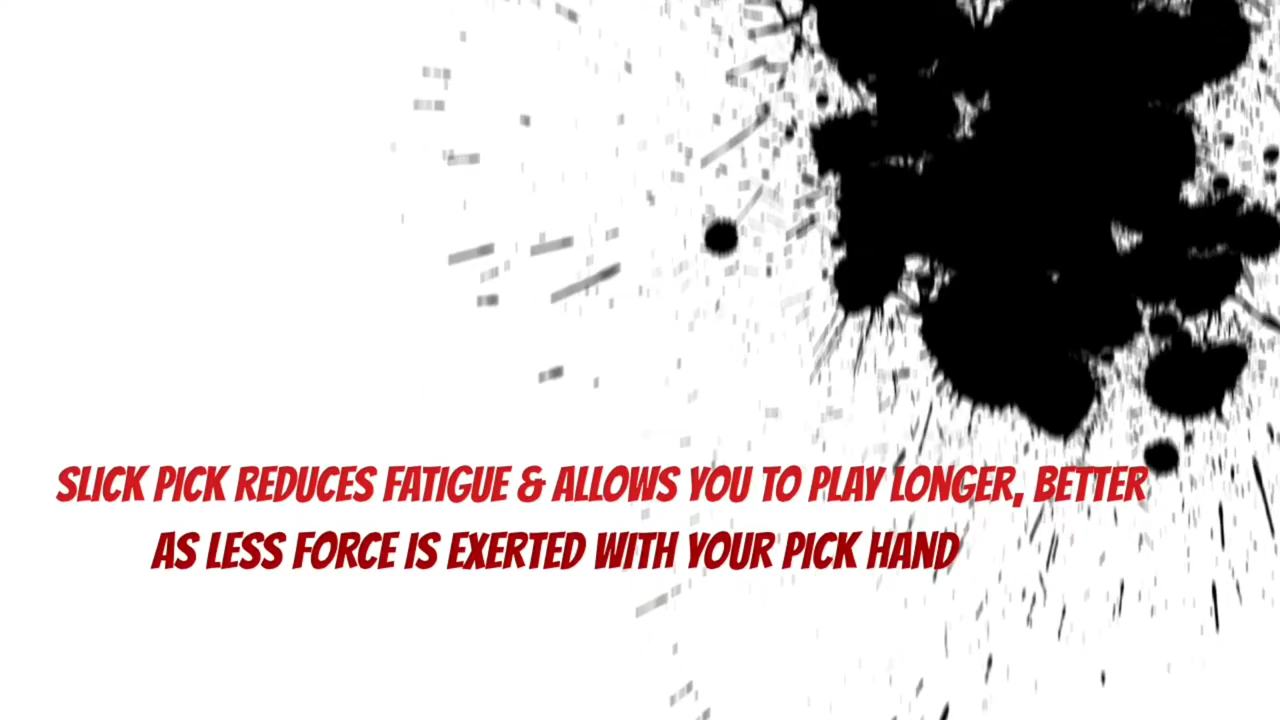 SLICK PICK REDUCES FATIGUE & ALLOWS YOU TO PLAY LONGER, BETTER
AS LESS FORCE IS EXERTED WITH YOUR PICK HAND